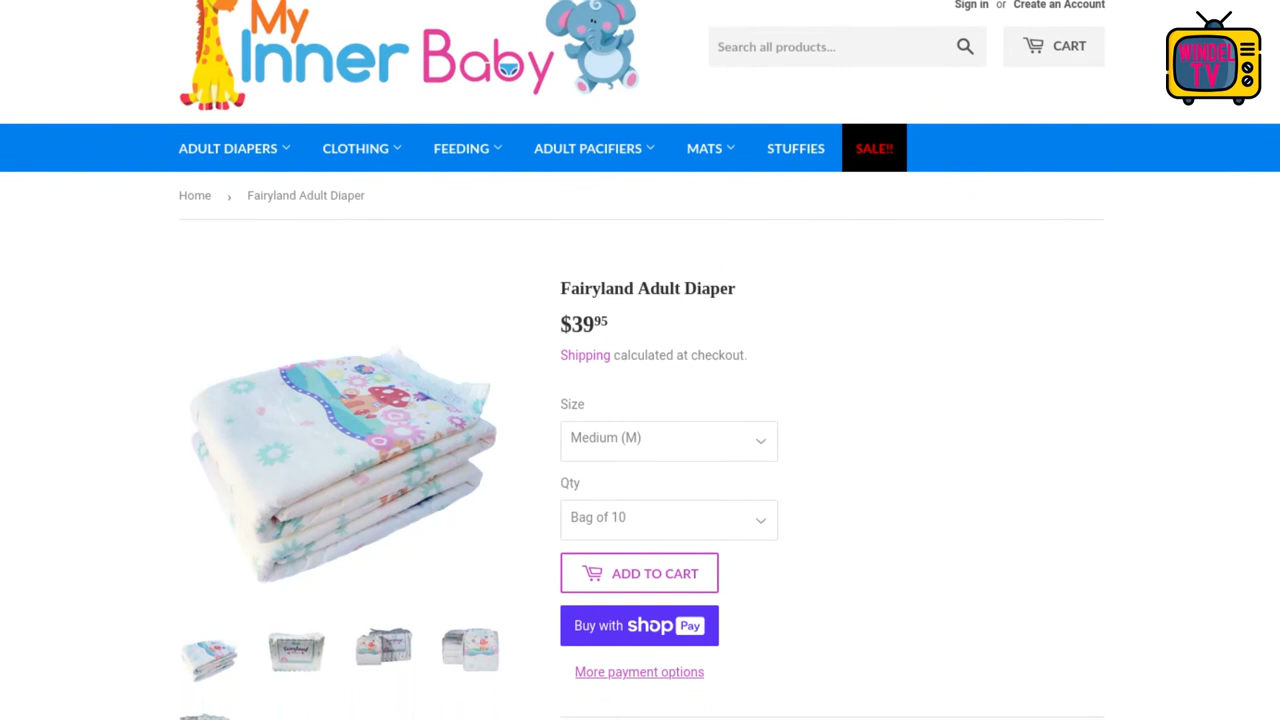 Sign in or Create an Account
My
Inner Baby
Search all products...
CART
WINDEL
TV
ADULT DIAPERS
CLOTHING
FEEDING
ADULT PACIFIERS
MATS
STUFFIES
SALE!!
Home › Fairyland Adult Diaper
Fairyland Adult Diaper
$3995
Shipping calculated at checkout.
Size
Medium (M)
Qty
Bag of 10
ADD TO CART
Buy with shop Pay
More payment options